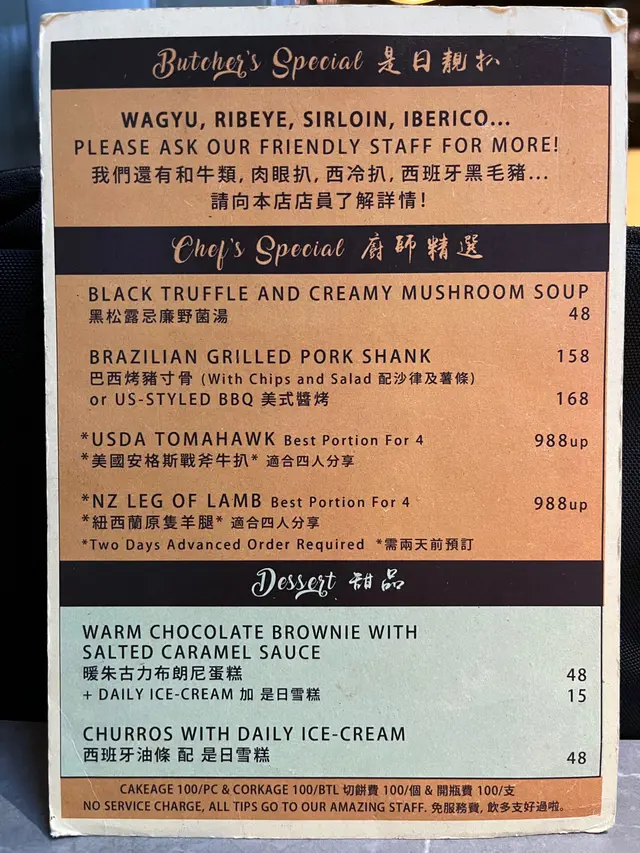 Butcher's Special 是日靚扒
WAGYU, RIBEYE, SIRLOIN, IBERICO...
PLEASE ASK OUR FRIENDLY STAFF FOR MORE!
我們還有和牛類, 肉眼扒, 西冷扒, 西班牙黑毛豬...
請向本店店員了解詳情!
Chef's Special 廚師精選
BLACK TRUFFLE AND CREAMY MUSHROOM SOUP
黑松露忌廉野菌湯 48
BRAZILIAN GRILLED PORK SHANK 158
巴西烤豬寸骨 (With Chips and Salad 配沙律及薯條)
or US-STYLED BBQ 美式醬烤 168
*USDA TOMAHAWK Best Portion For 4 988up
*美國安格斯戰斧牛扒* 適合四人分享
*NZ LEG OF LAMB Best Portion For 4 988up
*紐西蘭原隻羊腿* 適合四人分享
*Two Days Advanced Order Required *需兩天前預訂
Dessert 甜品
WARM CHOCOLATE BROWNIE WITH
SALTED CARAMEL SAUCE
暖朱古力布朗尼蛋糕 48
+ DAILY ICE-CREAM 加 是日雪糕 15
CHURROS WITH DAILY ICE-CREAM
西班牙油條 配 是日雪糕 48
CAKEAGE 100/PC & CORKAGE 100/BTL 切餅費 100/個 & 開瓶費 100/支
NO SERVICE CHARGE, ALL TIPS GO TO OUR AMAZING STAFF. 免服務費, 飲多支好過啦。